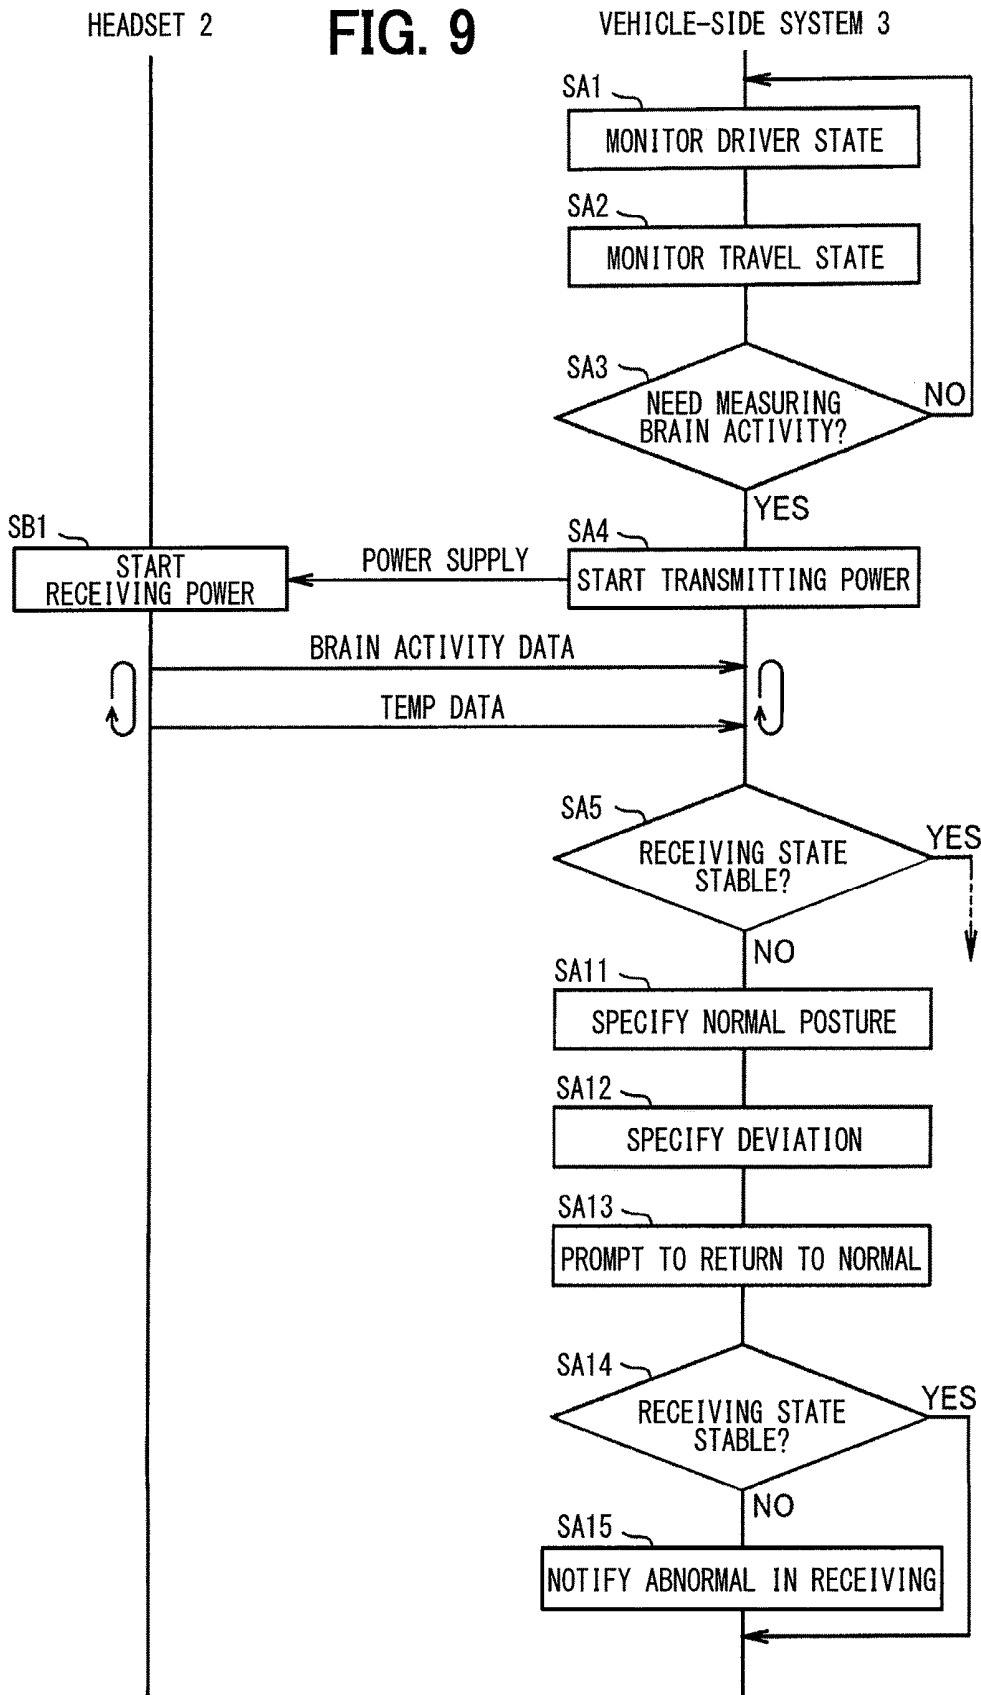 HEADSET 2
FIG. 9
VEHICLE-SIDE SYSTEM 3
SA1
MONITOR DRIVER STATE
SA2
MONITOR TRAVEL STATE
SA3
NEED MEASURING
BRAIN ACTIVITY?
NO
YES
SB1
START
RECEIVING POWER
POWER SUPPLY
SA4
START TRANSMITTING POWER
BRAIN ACTIVITY DATA
TEMP DATA
SA5
RECEIVING STATE
STABLE?
YES
NO
SA11
SPECIFY NORMAL POSTURE
SA12
SPECIFY DEVIATION
SA13
PROMPT TO RETURN TO NORMAL
SA14
RECEIVING STATE
STABLE?
YES
NO
SA15
NOTIFY ABNORMAL IN RECEIVING